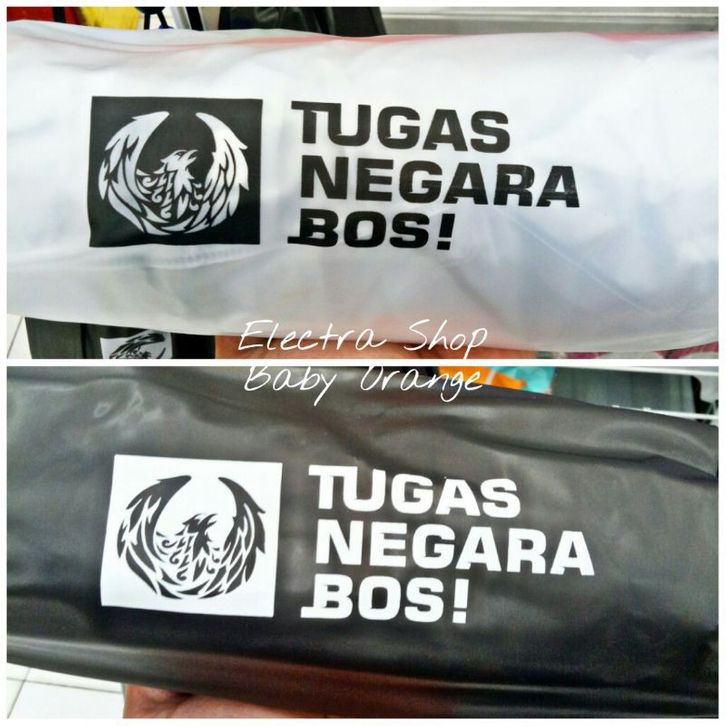 TUGAS
NEGARA
BOS!
Electra Shop
Baby Orange
TUGAS
NEGARA
BOS!